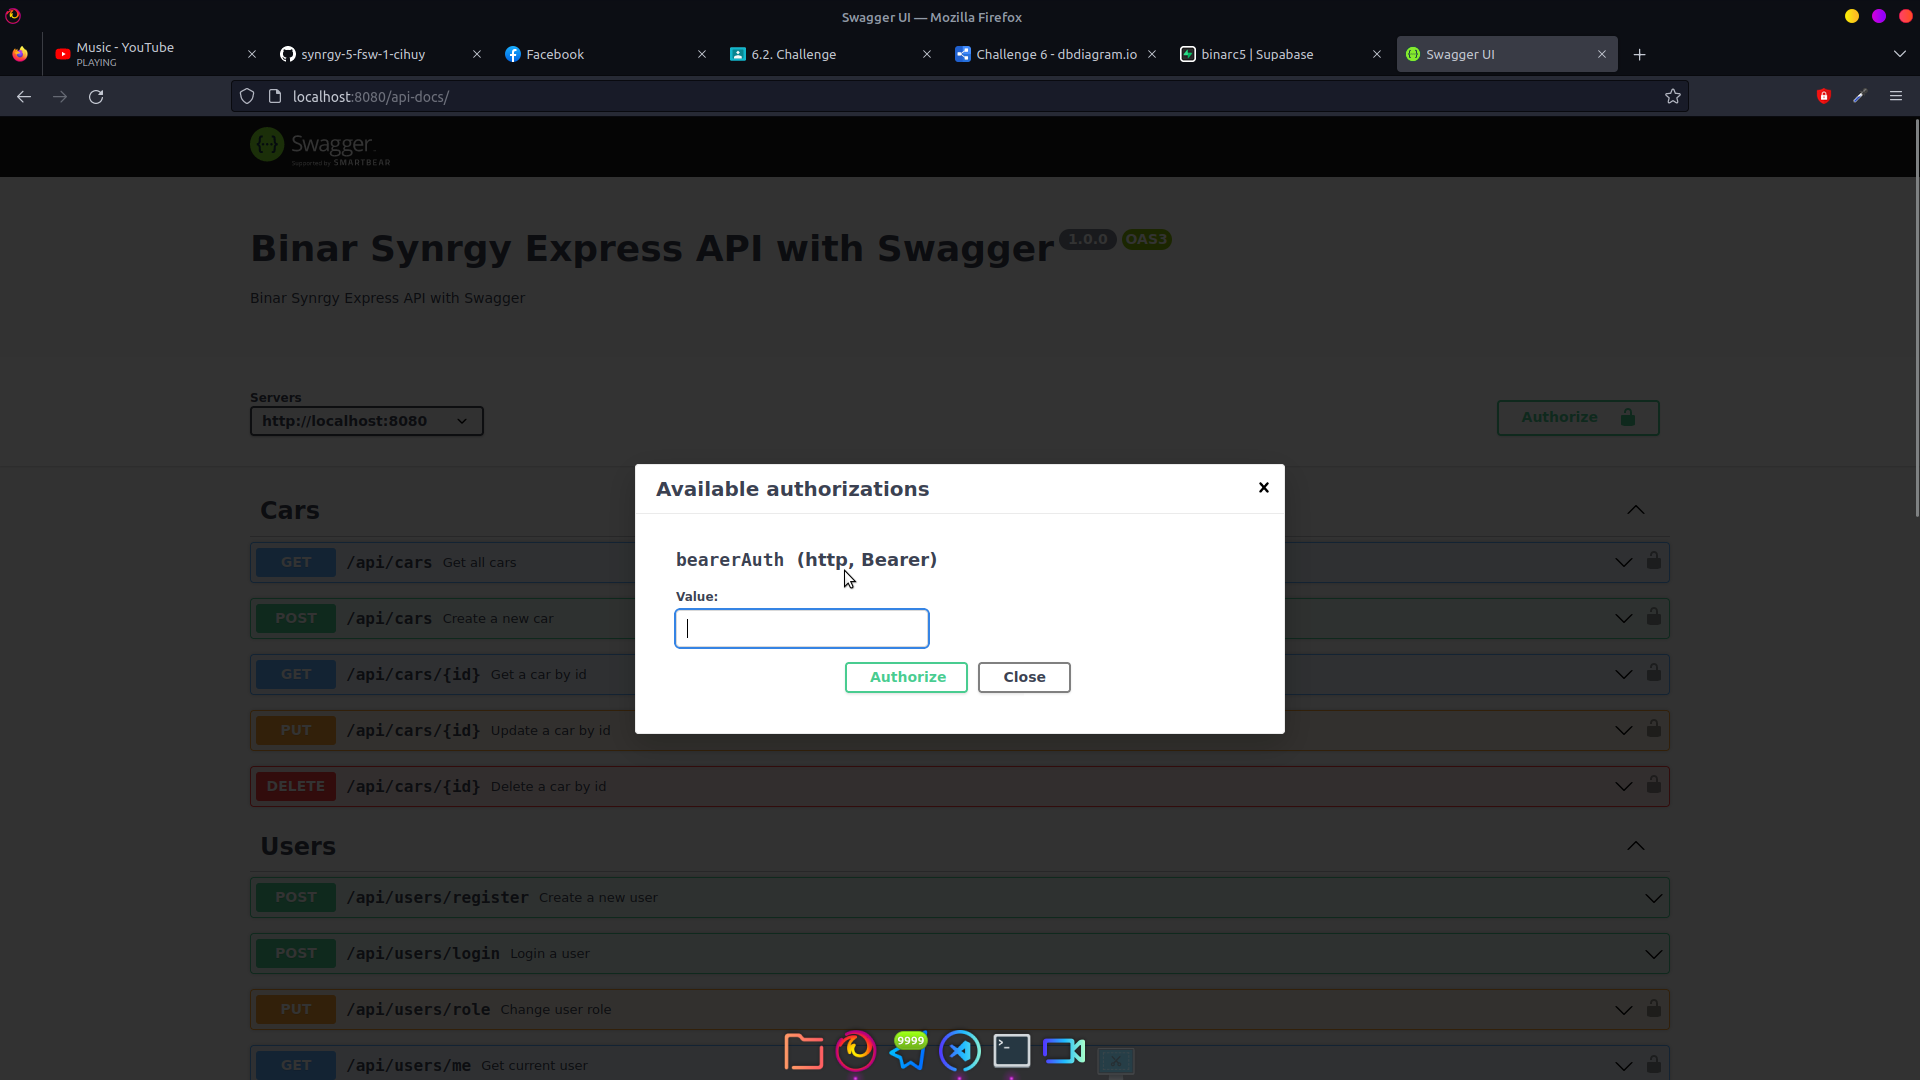 Swagger UI — Mozilla Firefox
Music - YouTube
PLAYING
synrgy-5-fsw-1-cihuy
Facebook
6.2. Challenge
Challenge 6 - dbdiagram.io
binarc5 | Supabase
Swagger UI
localhost:8080/api-docs/
Swagger.
Supported by SMARTBEAR
Binar Synrgy Express API with Swagger 1.0.0 OAS3
Binar Synrgy Express API with Swagger
Servers
http://localhost:8080
Authorize
Available authorizations
bearerAuth (http, Bearer)
Value:
Authorize Close
Cars
GET /api/cars Get all cars
POST /api/cars Create a new car
GET /api/cars/{id} Get a car by id
PUT /api/cars/{id} Update a car by id
DELETE /api/cars/{id} Delete a car by id
Users
POST /api/users/register Create a new user
POST /api/users/login Login a user
PUT /api/users/role Change user role
GET /api/users/me Get current user
9999